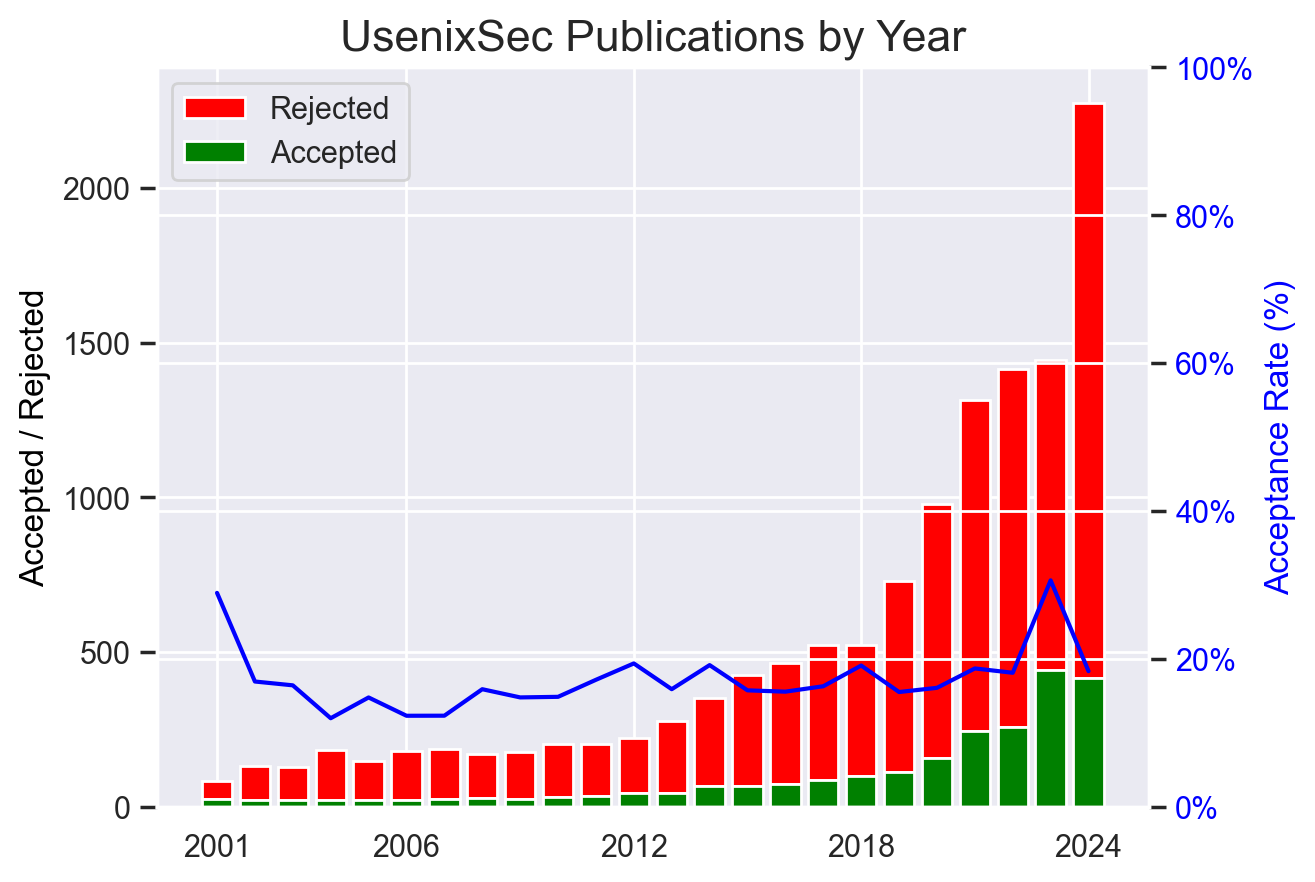 UsenixSec Publications by Year
Rejected
Accepted
Accepted / Rejected
2000
1500
1000
500
0
100%
80%
60%
40%
20%
0%
Acceptance Rate (%)
2001 2006 2012 2018 2024